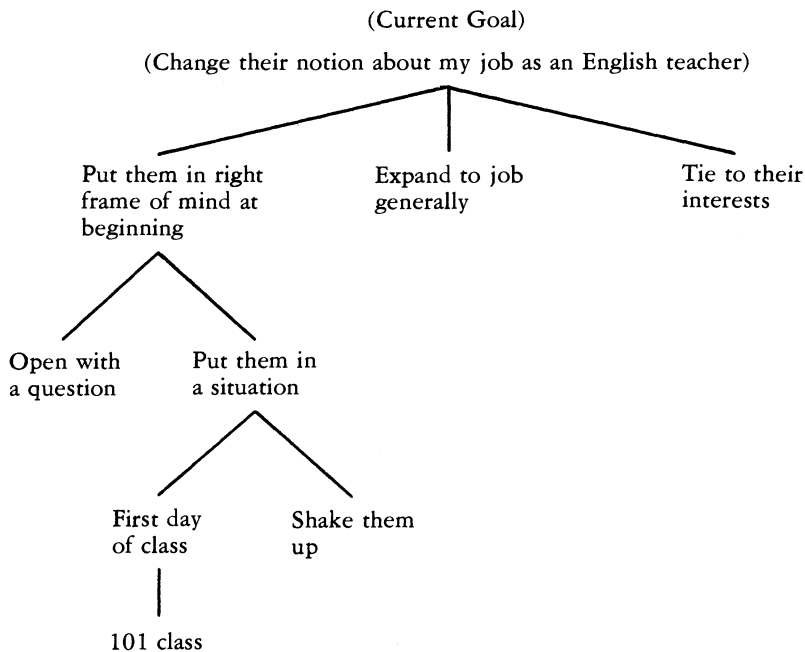 (Current Goal)
(Change their notion about my job as an English teacher)
Put them in right
frame of mind at
beginning
Expand to job
generally
Tie to their
interests
Open with
a question
Put them in
a situation
First day
of class
Shake them
up
101 class